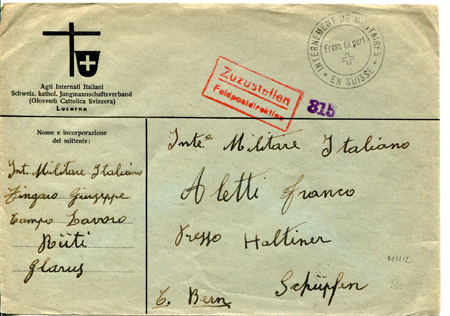 Agli Internati Italiani
Schweiz. kathol. Jungmannschaftsverband
(Gioventù Cattolica Svizzera)
Lucerna
INTERNEMENT DE MILITAIRES
Franc de port
EN SUISSE
Zuzustellen
Feldpostdirektion
815
Nome e incorporazione
del mittente:
Int. Militare Italiano
Zingaro Giuseppe
Campo Lavoro
Rüti
Glarus
Inte° Militare Italiano
Aletti Franco
Presso Haltiner
Schüpfen
C. Bern